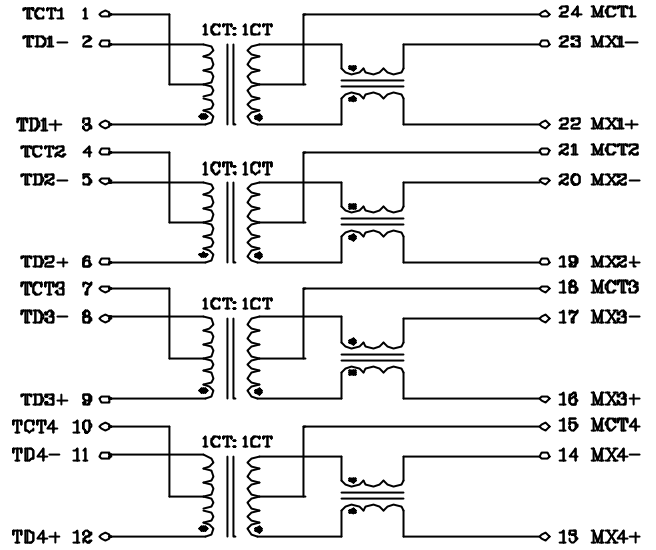 TCT1 1 1CT: 1CT 24 MCT1
TD1- 2 23 MX1-
TD1+ 3 22 MX1+
TCT2 4 1CT: 1CT 21 MCT2
TD2- 5 20 MX2-
TD2+ 6 19 MX2+
TCT3 7 1CT: 1CT 18 MCT3
TD3- 8 17 MX3-
TD3+ 9 16 MX3+
TCT4 10 1CT: 1CT 15 MCT4
TD4- 11 14 MX4-
TD4+ 12 13 MX4+